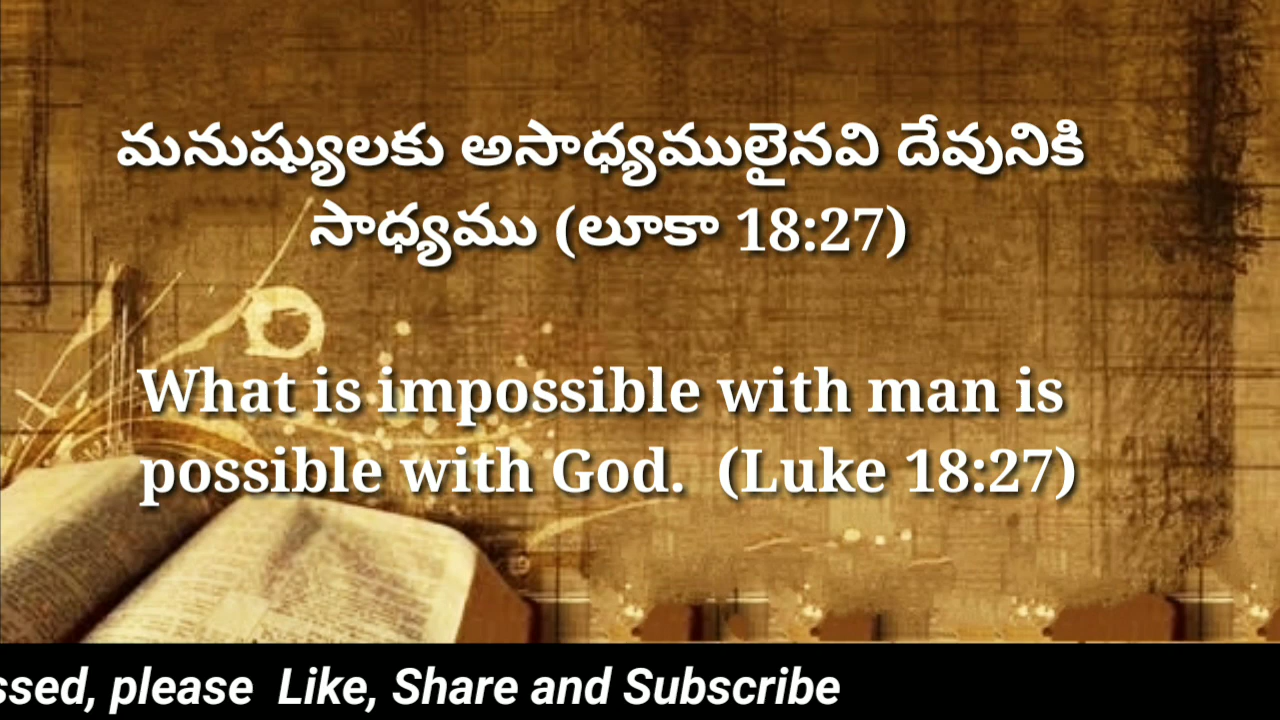 మనుష్యులకు అసాధ్యములైనవి దేవునికి
సాధ్యము (లూకా 18:27)
What is impossible with man is
possible with God.  (Luke 18:27)
ssed, please  Like, Share and Subscribe